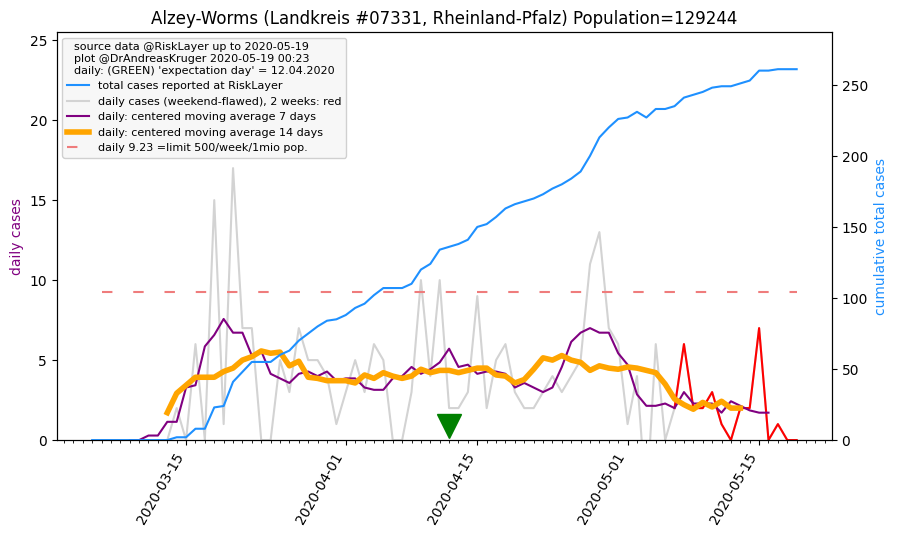 Alzey-Worms (Landkreis #07331, Rheinland-Pfalz) Population=129244
source data @RiskLayer up to 2020-05-19
plot @DrAndreasKruger 2020-05-19 00:23
daily: (GREEN) 'expectation day' = 12.04.2020
total cases reported at RiskLayer
daily cases (weekend-flawed), 2 weeks: red
daily: centered moving average 7 days
daily: centered moving average 14 days
daily 9.23 =limit 500/week/1mio pop.
daily cases
25
20
15
10
5
0
cumulative total cases
250
200
150
100
50
0
2020-03-15
2020-04-01
2020-04-15
2020-05-01
2020-05-15